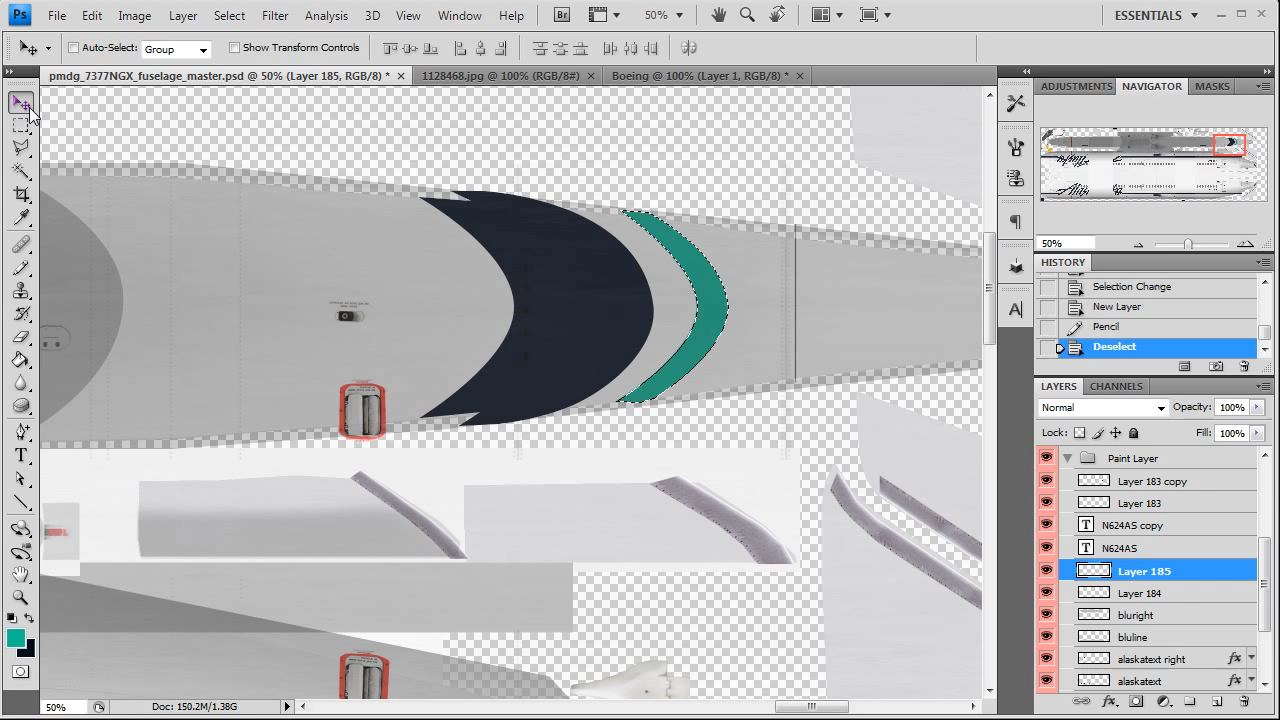 Ps File Edit Image Layer Select Filter Analysis 3D View Window Help Br 50% ESSENTIALS
Auto-Select: Group Show Transform Controls
pmdg_7377NGX_fuselage_master.psd @ 50% (Layer 185, RGB/8) * × 1128468.jpg @ 100% (RGB/8#) × Boeing @ 100% (Layer 1, RGB/8) * ×
ADJUSTMENTS NAVIGATOR MASKS
50%
HISTORY
Selection Change
New Layer
Pencil
Deselect
LAYERS CHANNELS
Normal Opacity: 100%
Lock: Fill: 100%
Paint Layer
Layer 183 copy
Layer 183
T N624AS copy
T N624AS
Layer 185
Layer 184
bluright
bluline
alaskatext right fx
alaskatext fx
50% Doc: 150.2M/1.38G